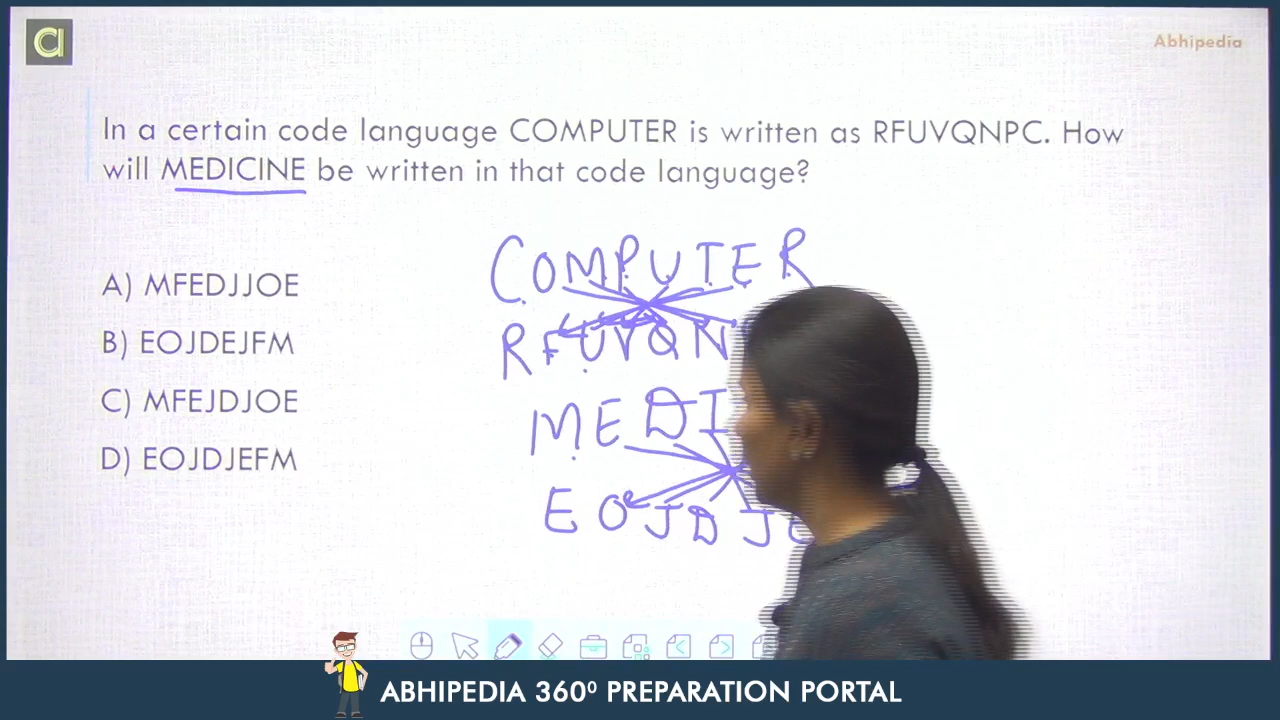 Abhipedia
In a certain code language COMPUTER is written as RFUVQNPC. How
will MEDICINE be written in that code language?
A) MFEDJJOE
B) EOJDEJFM
C) MFEJDJOE
D) EOJDJEFM
COMPUTER
RFUVQN
MEDI
EOJDJ
ABHIPEDIA 360⁰ PREPARATION PORTAL